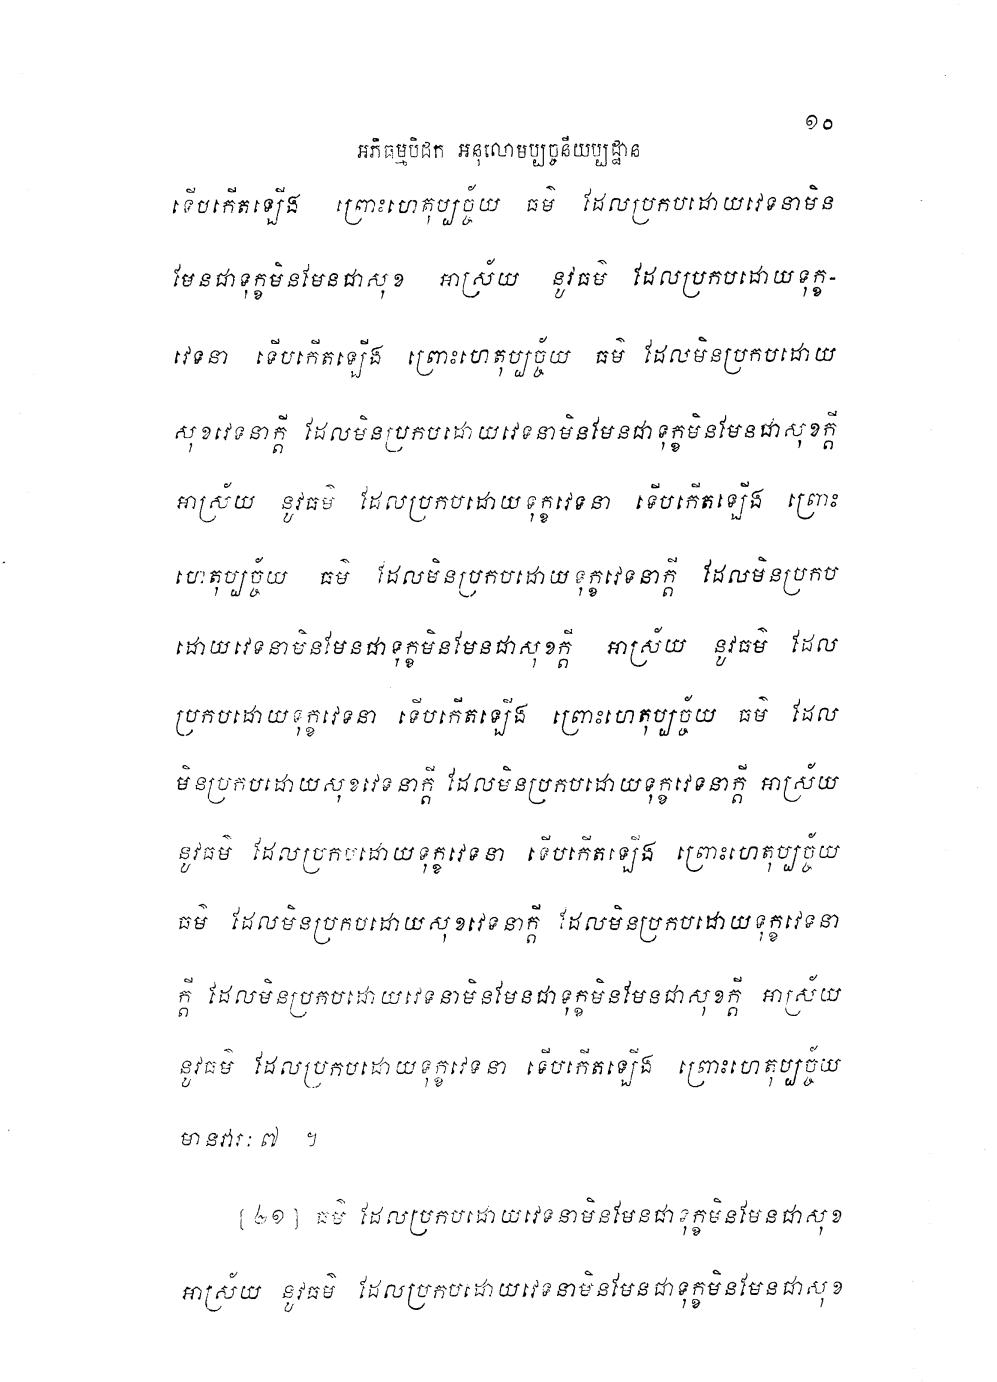 ១០
អភិធម្មបិដក អនុលោមប្បច្ចនីយប្បដ្ឋាន
ទើបកើតឡើង ព្រោះហេតុប្បច្ច័យ ធម៌ ដែលប្រកបដោយវេទនាមិន
មែនជាទុក្ខមិនមែនជាសុខ អាស្រ័យ នូវធម៌ ដែលប្រកបដោយទុក្ខ-
វេទនា ទើបកើតឡើង ព្រោះហេតុប្បច្ច័យ ធម៌ ដែលមិនប្រកបដោយ
សុខវេទនាក្តី ដែលមិនប្រកបដោយវេទនាមិនមែនជាទុក្ខមិនមែនជាសុខក្តី
អាស្រ័យ នូវធម៌ ដែលប្រកបដោយទុក្ខវេទនា ទើបកើតឡើង ព្រោះ
ហេតុប្បច្ច័យ ធម៌ ដែលមិនប្រកបដោយទុក្ខវេទនាក្តី ដែលមិនប្រកប
ដោយវេទនាមិនមែនជាទុក្ខមិនមែនជាសុខក្តី អាស្រ័យ នូវធម៌ ដែល
ប្រកបដោយទុក្ខវេទនា ទើបកើតឡើង ព្រោះហេតុប្បច្ច័យ ធម៌ ដែល
មិនប្រកបដោយសុខវេទនាក្តី ដែលមិនប្រកបដោយទុក្ខវេទនាក្តី អាស្រ័យ
នូវធម៌ ដែលប្រកបដោយទុក្ខវេទនា ទើបកើតឡើង ព្រោះហេតុប្បច្ច័យ
ធម៌ ដែលមិនប្រកបដោយសុខវេទនាក្តី ដែលមិនប្រកបដោយទុក្ខវេទនា
ក្តី ដែលមិនប្រកបដោយវេទនាមិនមែនជាទុក្ខមិនមែនជាសុខក្តី អាស្រ័យ
នូវធម៌ ដែលប្រកបដោយទុក្ខវេទនា ទើបកើតឡើង ព្រោះហេតុប្បច្ច័យ
មានវារៈ ៧ ។
ធម៌ ដែលប្រកបដោយវេទនាមិនមែនជាទុក្ខមិនមែនជាសុខ
អាស្រ័យ នូវធម៌ ដែលប្រកបដោយវេទនាមិនមែនជាទុក្ខមិនមែនជាសុខ